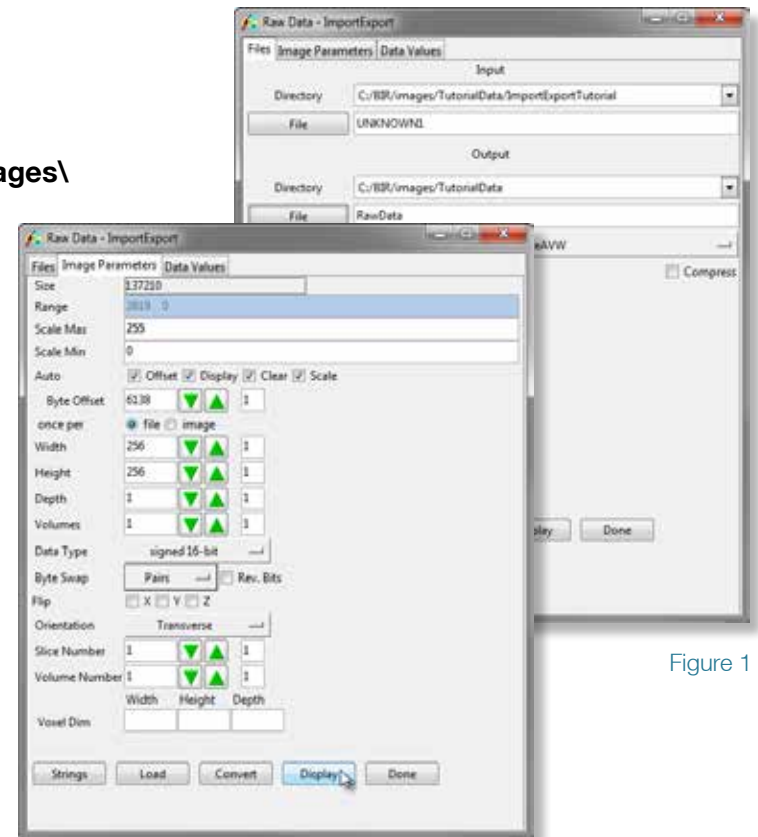 Raw Data - ImportExport
Files Image Parameters Data Values
Input
Directory C:/BIR/images/TutorialData/ImportExportTutorial
File UNKNOWN1
Output
Directory C:/BIR/images/TutorialData
File RawData
eAVW
Compress
Done
ages\
Raw Data - ImportExport
Files Image Parameters Data Values
Size 137210
Range
Scale Max 255
Scale Min 0
Auto Offset Display Clear Scale
Byte Offset 6138 1
once per file image
Width 256 1
Height 256 1
Depth 1 1
Volumes 1 1
Data Type signed 16-bit
Byte Swap Pairs Rev. Bits
Flip X Y Z
Orientation Transverse
Slice Number 1 1
Volume Number 1 1
Width Height Depth
Voxel Dim
Strings Load Convert Display Done
Figure 1